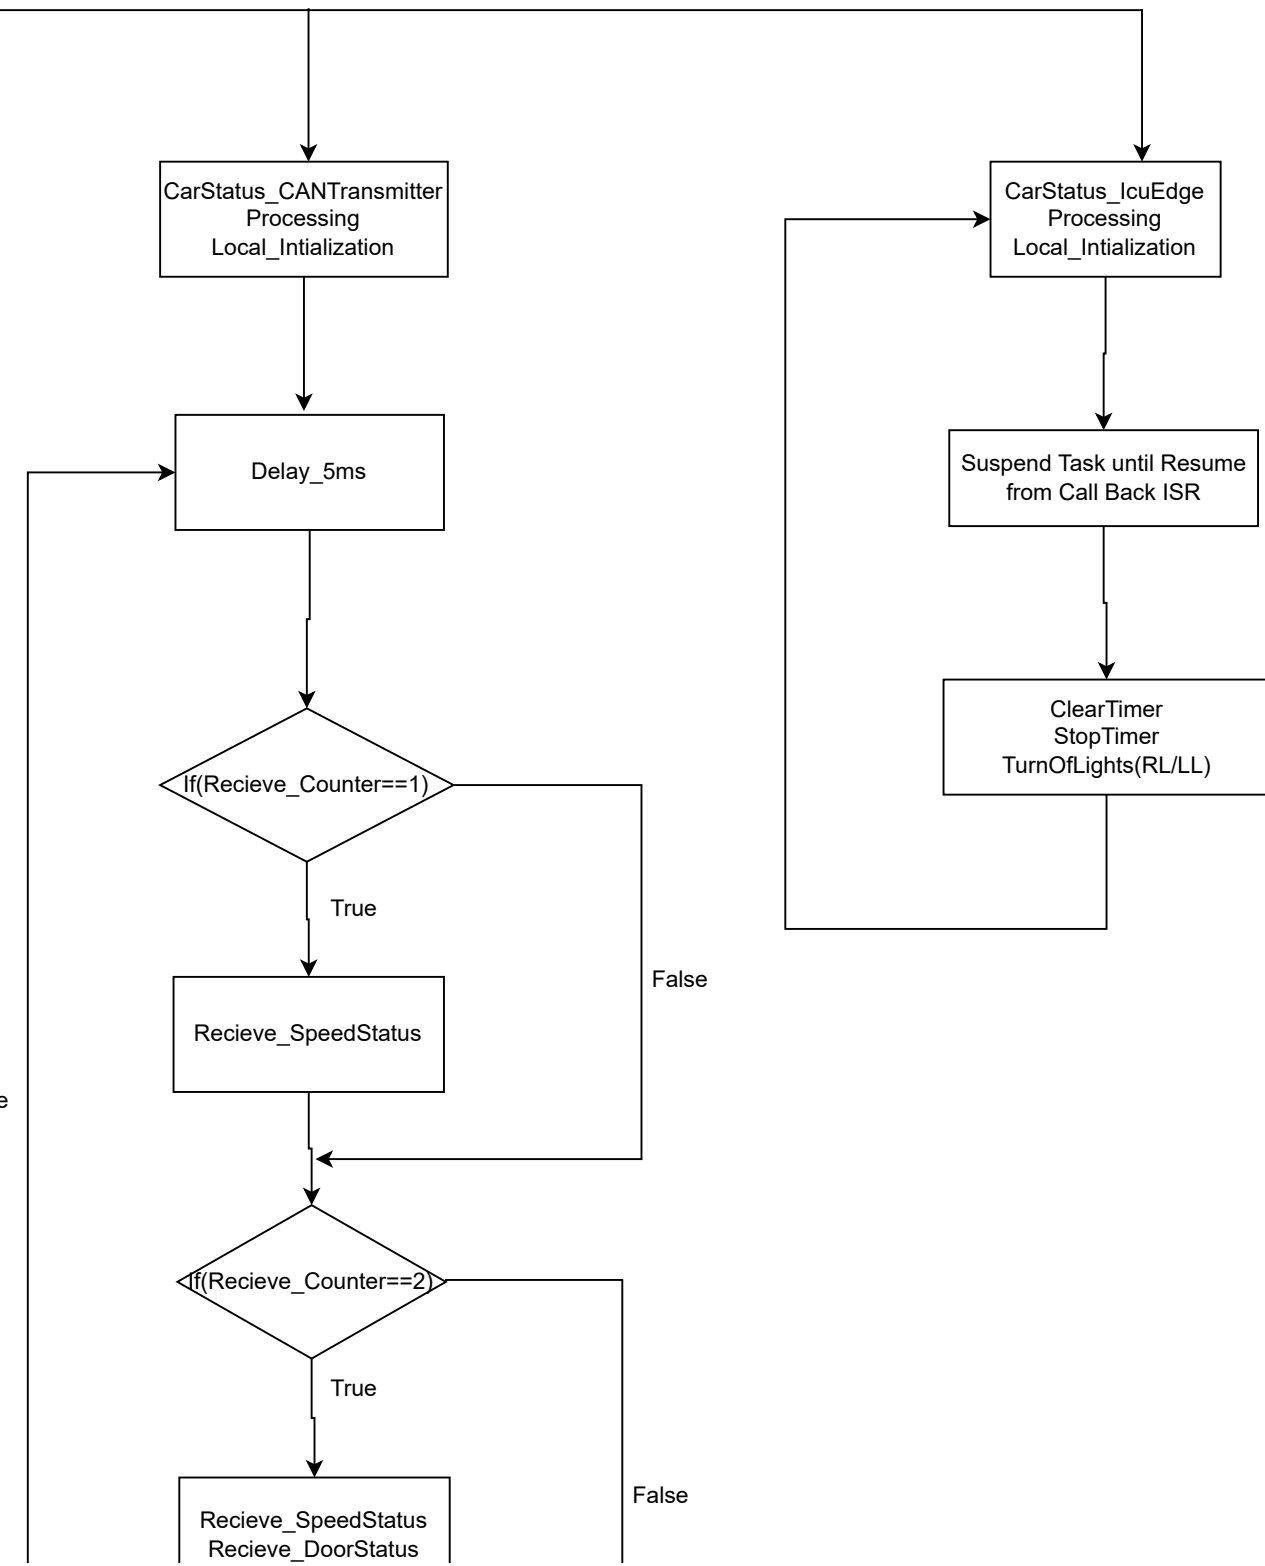 CarStatus_CANTransmitter
Processing
Local_Intialization
Delay_5ms
If(Recieve_Counter==1)
True
False
Recieve_SpeedStatus
If(Recieve_Counter==2)
True
False
Recieve_SpeedStatus
Recieve_DoorStatus
CarStatus_IcuEdge
Processing
Local_Intialization
Suspend Task until Resume
from Call Back ISR
ClearTimer
StopTimer
TurnOfLights(RL/LL)